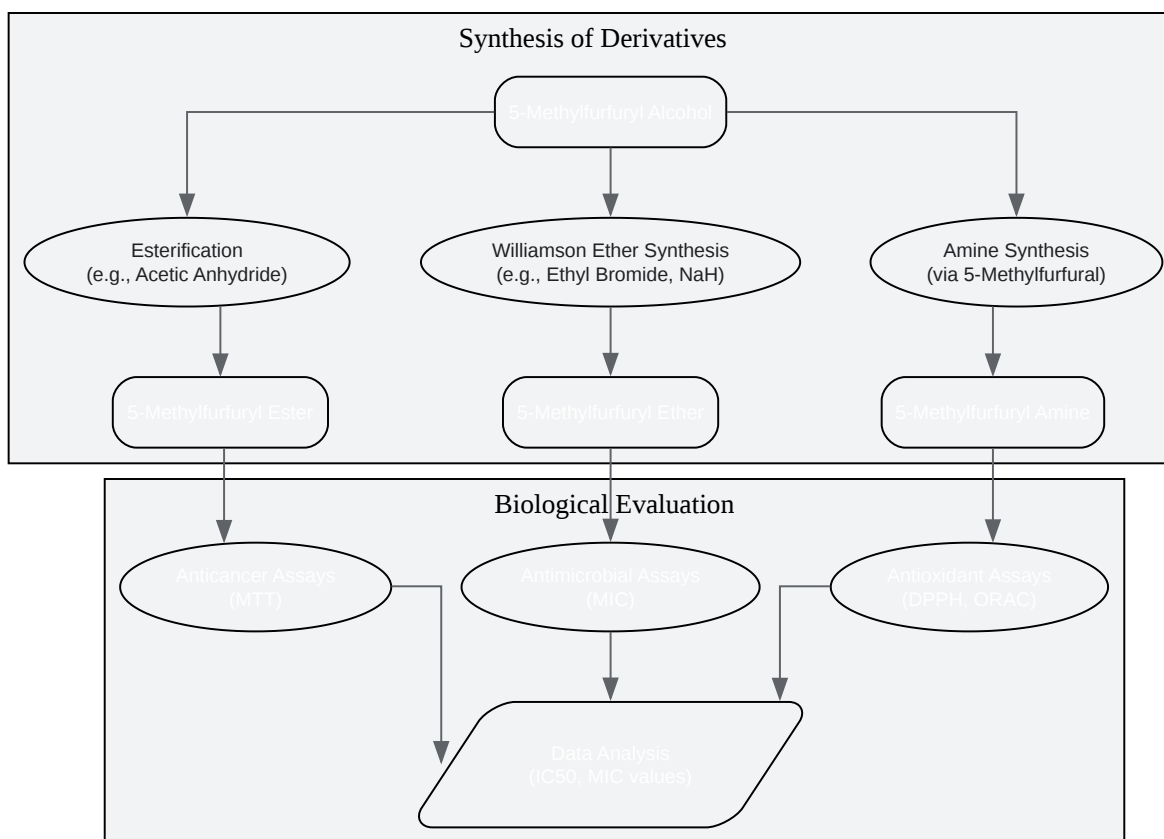 Synthesis of Derivatives
5-Methylfurfuryl Alcohol
Esterification
(e.g., Acetic Anhydride)
Williamson Ether Synthesis
(e.g., Ethyl Bromide, NaH)
Amine Synthesis
(via 5-Methylfurfural)
5-Methylfurfuryl Ester
5-Methylfurfuryl Ether
5-Methylfurfuryl Amine
Biological Evaluation
Anticancer Assays
(MTT)
Antimicrobial Assays
(MIC)
Antioxidant Assays
(DPPH, ORAC)
Data Analysis
(IC50, MIC values)